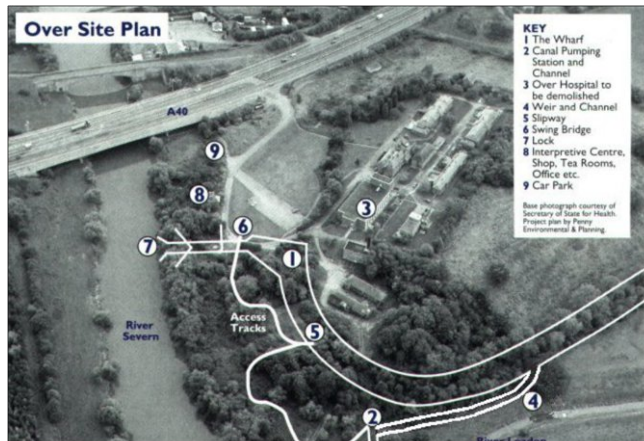 Over Site Plan
KEY
1 The Wharf
2 Canal Pumping
Station and
Channel
3 Over Hospital to
be demolished
4 Weir and Channel
5 Slipway
6 Swing Bridge
7 Lock
8 Interpretive Centre,
Shop, Tea Rooms,
Office etc.
9 Car Park
Base photograph courtesy of
Secretary of State for Health.
Project plan by Penny
Environmental & Planning.
A40
9
8
3
6
7
1
Access
Tracks
River
Severn
5
4
2